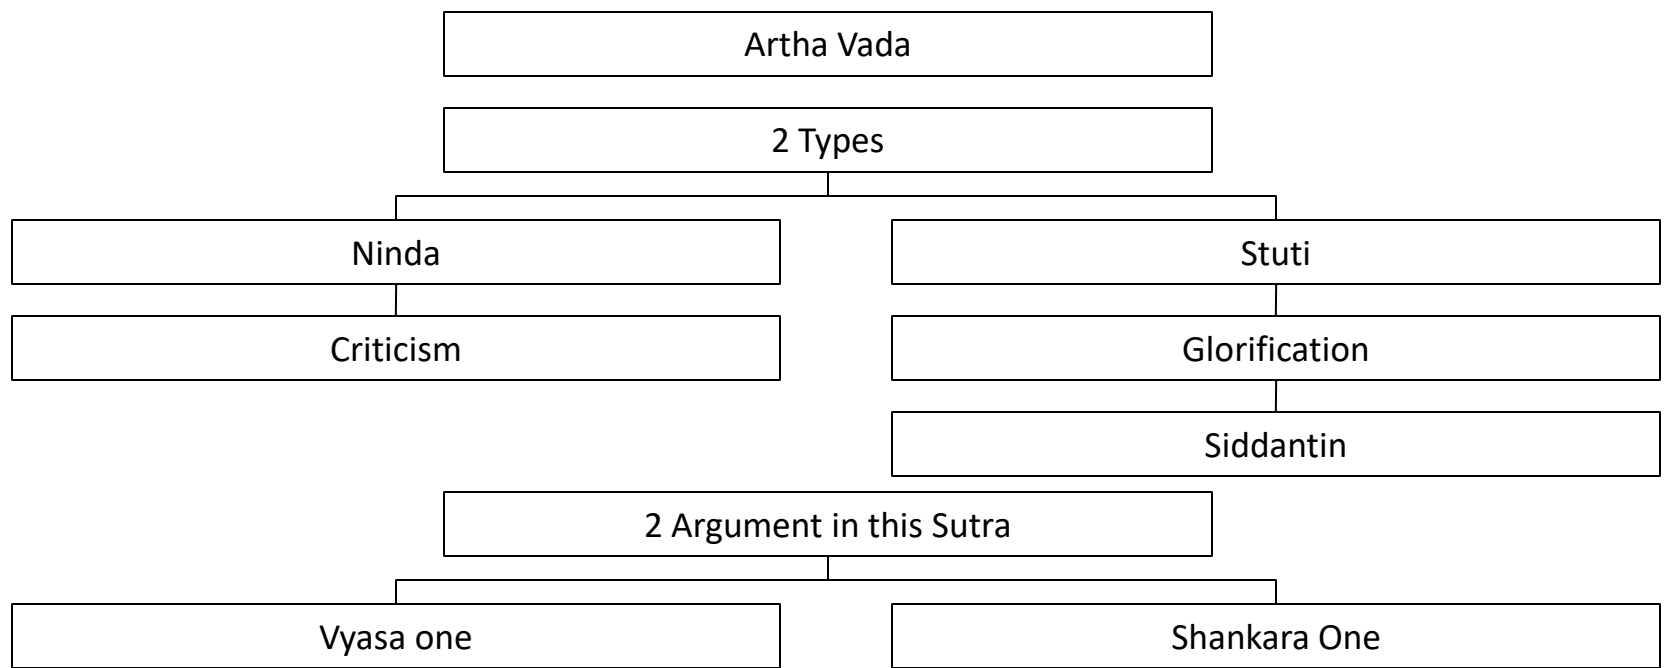 Artha Vada
2 Types
Ninda
Stuti
Criticism
Glorification
Siddantin
2 Argument in this Sutra
Vyasa one
Shankara One